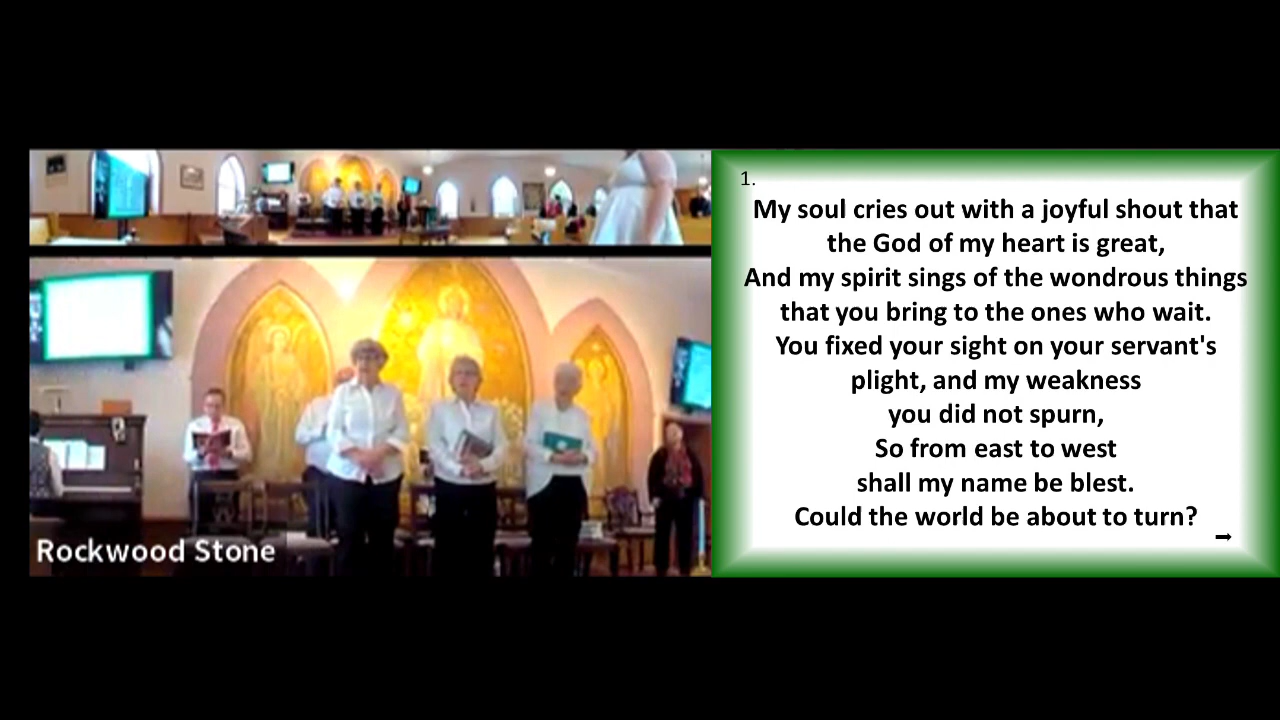 1.
My soul cries out with a joyful shout that
the God of my heart is great,
And my spirit sings of the wondrous things
that you bring to the ones who wait.
You fixed your sight on your servant's
plight, and my weakness
you did not spurn,
So from east to west
shall my name be blest.
Could the world be about to turn?
Rockwood Stone